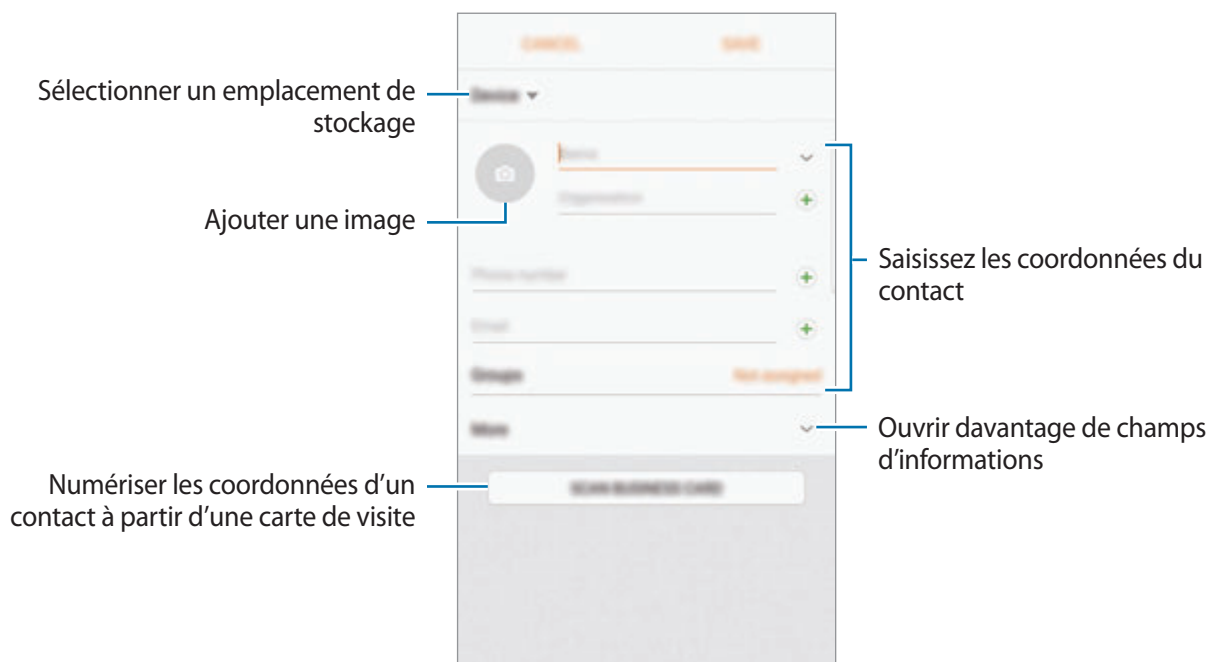 CANCEL SAVE
Sélectionner un emplacement de
stockage
Device
Name
Organization
Ajouter une image
Phone number
Saisissez les coordonnées du
contact
Email
Groups Not assigned
More
Ouvrir davantage de champs
d’informations
Numériser les coordonnées d’un
contact à partir d’une carte de visite
SCAN BUSINESS CARD